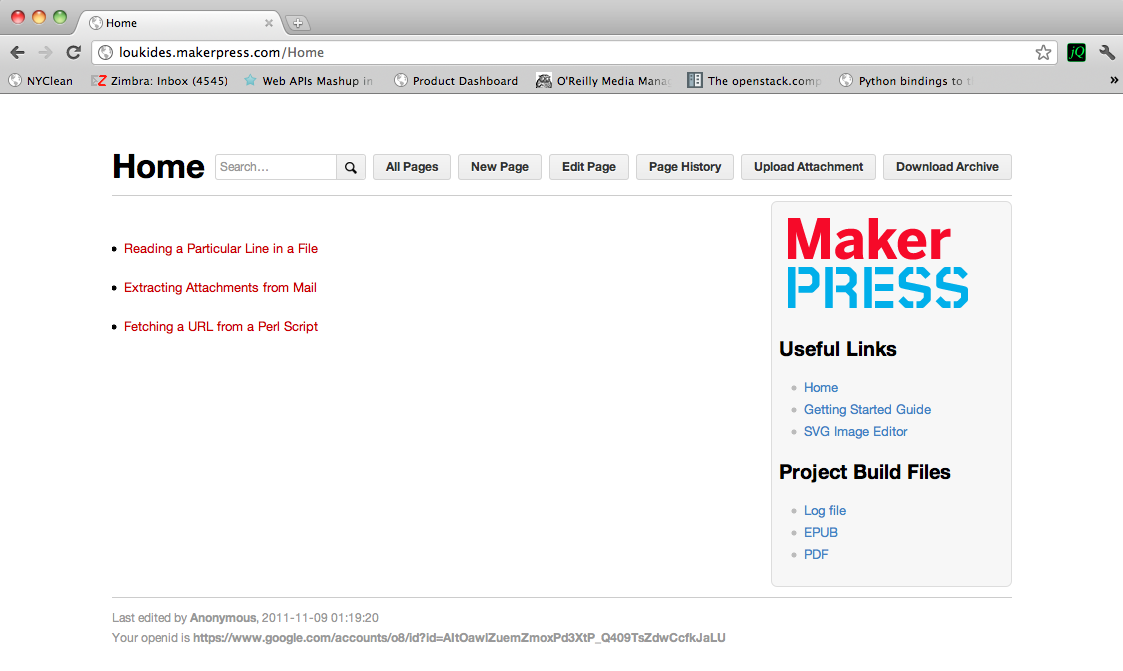 Home
loukides.makerpress.com/Home
jQ
NYClean Zimbra: Inbox (4545) Web APIs Mashup in Product Dashboard O'Reilly Media Mana The openstack.comp Python bindings to t »
Home Search... All Pages New Page Edit Page Page History Upload Attachment Download Archive
Reading a Particular Line in a File
Extracting Attachments from Mail
Fetching a URL from a Perl Script
Maker
PRESS
Useful Links
Home
Getting Started Guide
SVG Image Editor
Project Build Files
Log file
EPUB
PDF
Last edited by Anonymous, 2011-11-09 01:19:20
Your openid is https://www.google.com/accounts/o8/id?id=AItOawlZuemZmoxPd3XtP_Q409TsZdwCcfkJaLU